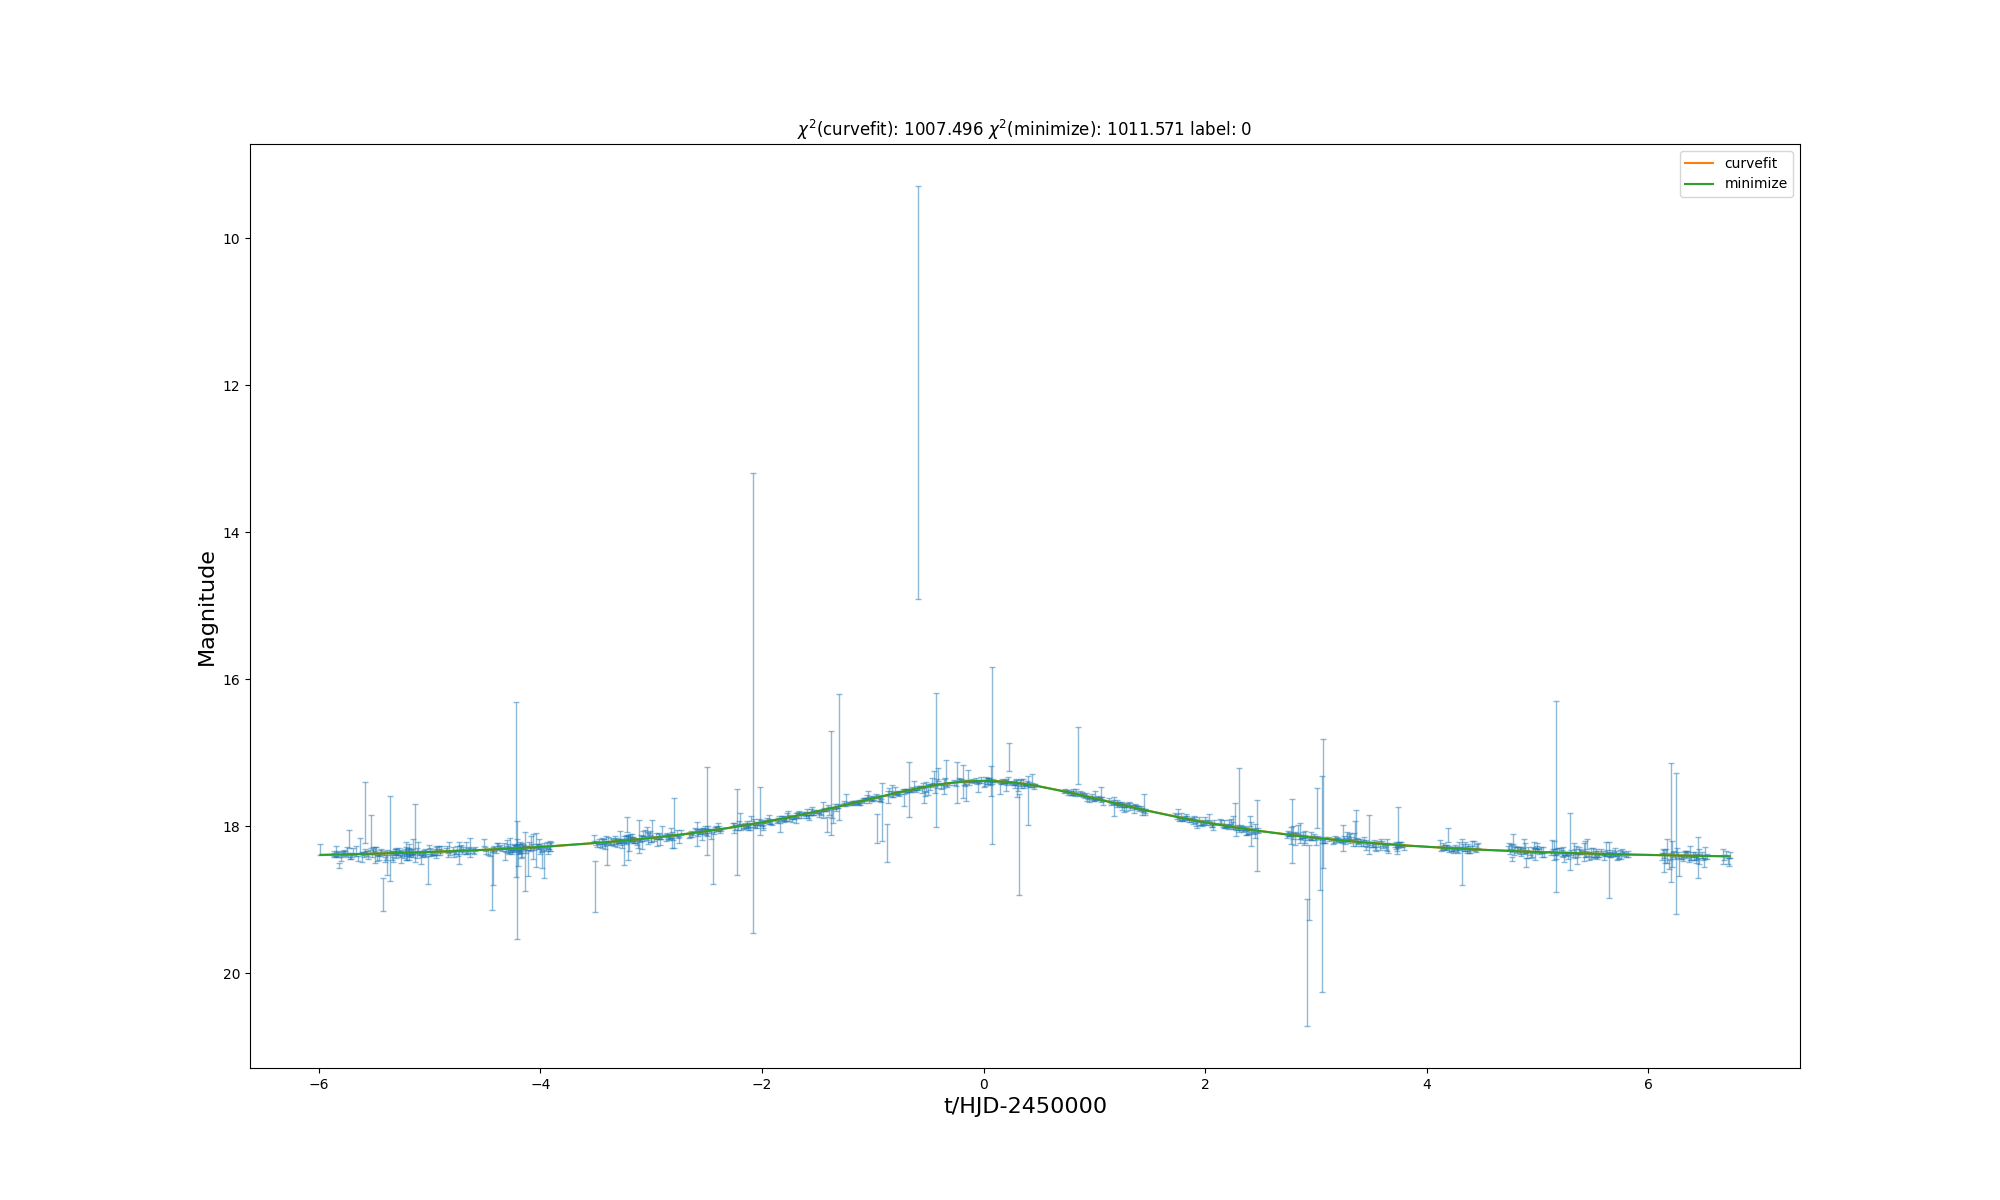 χ²(curvefit): 1007.496 χ²(minimize): 1011.571 label: 0
curvefit
minimize
10
12
14
16
18
20
Magnitude
−6
−4
−2
0
2
4
6
t/HJD-2450000